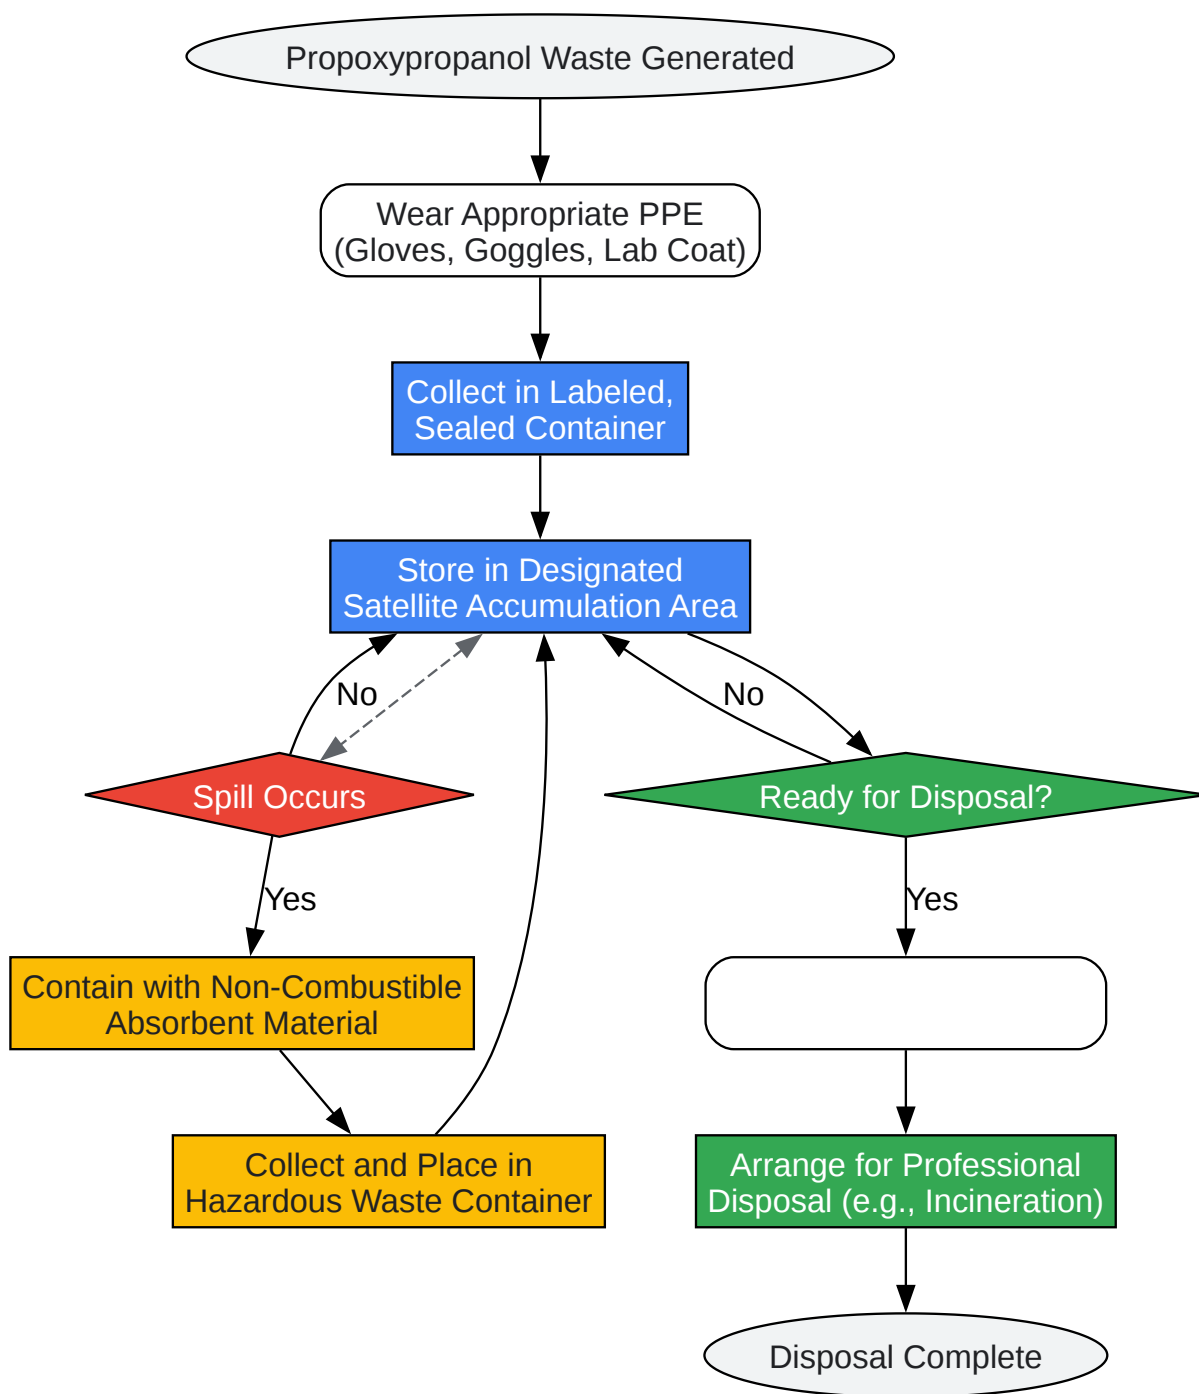 Propoxypropanol Waste Generated
Wear Appropriate PPE
(Gloves, Goggles, Lab Coat)
Collect in Labeled,
Sealed Container
Store in Designated
Satellite Accumulation Area
No
No
Spill Occurs
Ready for Disposal?
Yes
Yes
Contain with Non-Combustible
Absorbent Material
Collect and Place in
Hazardous Waste Container
Arrange for Professional
Disposal (e.g., Incineration)
Disposal Complete